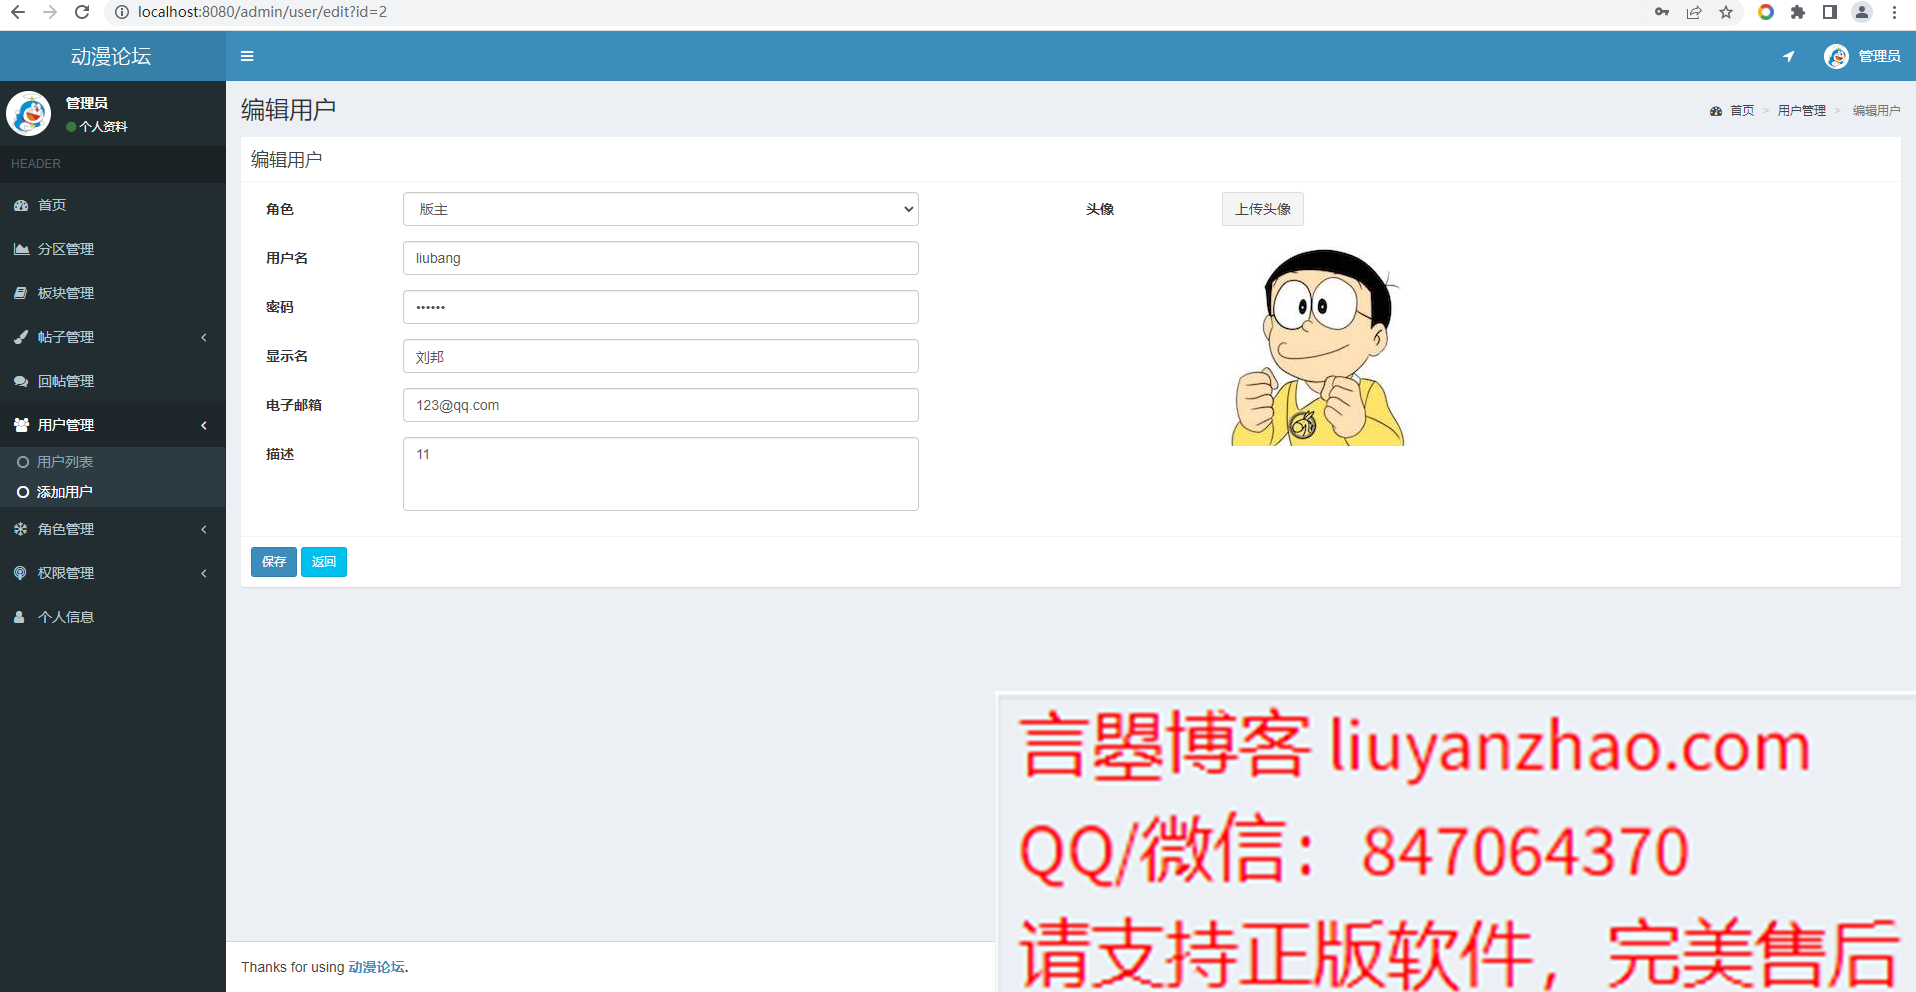 localhost:8080/admin/user/edit?id=2
动漫论坛
管理员
管理员
个人资料
编辑用户
首页 > 用户管理 > 编辑用户
HEADER
首页
分区管理
板块管理
帖子管理
回帖管理
用户管理
用户列表
添加用户
角色管理
权限管理
个人信息
编辑用户
角色 版主
头像 上传头像
用户名 liubang
密码 ••••••
显示名 刘邦
电子邮箱 123@qq.com
描述 11
保存 返回
言曌博客 liuyanzhao.com
QQ/微信：847064370
请支持正版软件，完美售后
Thanks for using 动漫论坛.